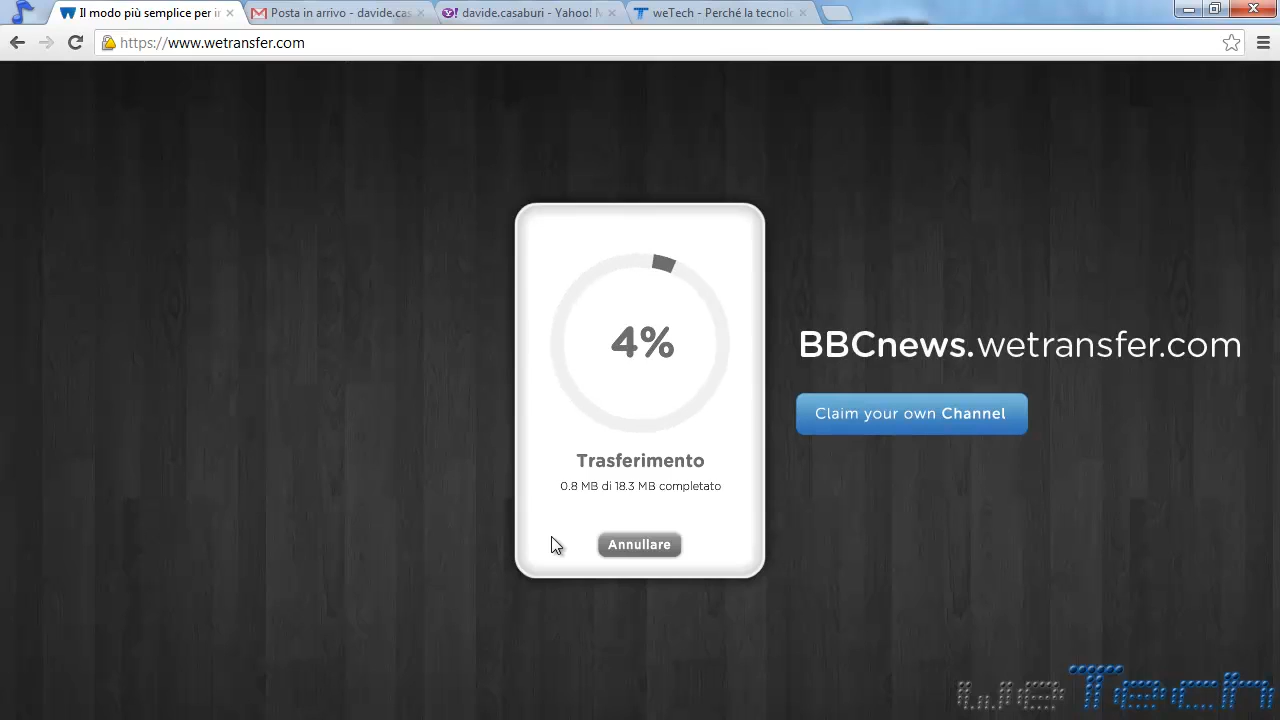 Il modo più semplice per in
Posta in arrivo - davide.cas
davide.casaburi - Yahoo! M
weTech - Perché la tecnolo
https://www.wetransfer.com
4%
BBCnews.wetransfer.com
Claim your own Channel
Trasferimento
0.8 MB di 18.3 MB completato
Annullare
weTech